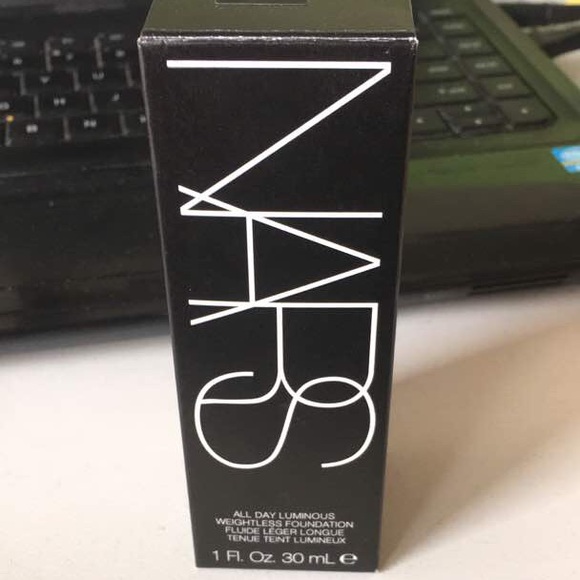 NARS
ALL DAY LUMINOUS
WEIGHTLESS FOUNDATION
FLUIDE LÉGER LONGUE
TENUE TEINT LUMINEUX
1 Fl. Oz. 30 mL ℮